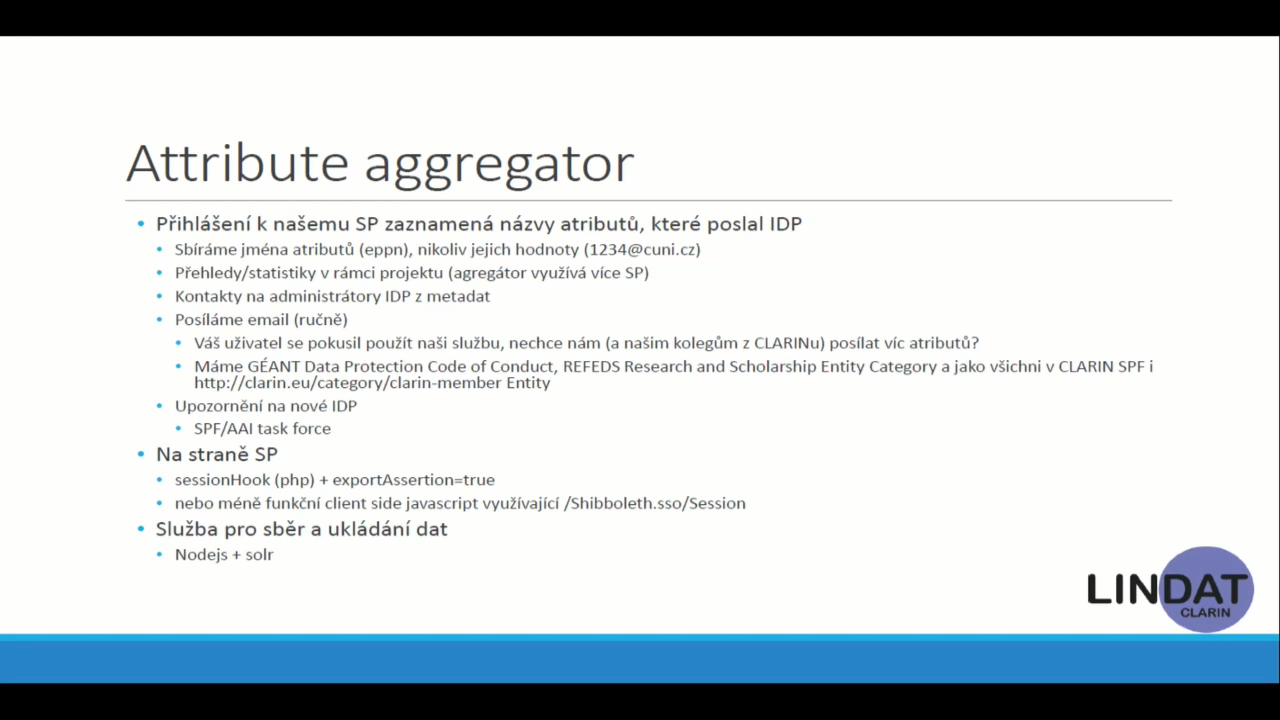 Attribute aggregator
• Přihlášení k našemu SP zaznamená názvy atributů, které poslal IDP
• Sbíráme jména atributů (eppn), nikoliv jejich hodnoty (1234@cuni.cz)
• Přehledy/statistiky v rámci projektu (agregátor využívá více SP)
• Kontakty na administrátory IDP z metadat
• Posíláme email (ručně)
• Váš uživatel se pokusil použít naši službu, nechce nám (a našim kolegům z CLARINu) posílat víc atributů?
• Máme GÉANT Data Protection Code of Conduct, REFEDS Research and Scholarship Entity Category a jako všichni v CLARIN SPF i
http://clarin.eu/category/clarin-member Entity
• Upozornění na nové IDP
• SPF/AAI task force
• Na straně SP
• sessionHook (php) + exportAssertion=true
• nebo méně funkční client side javascript využívající /Shibboleth.sso/Session
• Služba pro sběr a ukládání dat
• Nodejs + solr
LINDAT
CLARIN